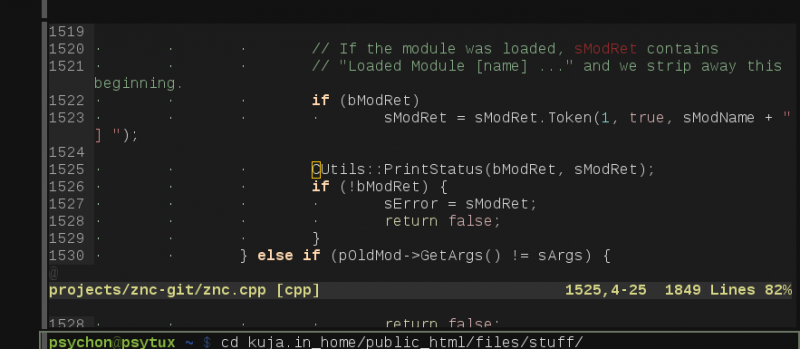 1519
1520 · · · // If the module was loaded, sModRet contains
1521 · · · // "Loaded Module [name] ..." and we strip away this
beginning.
1522 · · · if (bModRet)
1523 · · · · sModRet = sModRet.Token(1, true, sModName + "
] ");
1524
1525 · · · CUtils::PrintStatus(bModRet, sModRet);
1526 · · · if (!bModRet) {
1527 · · · · sError = sModRet;
1528 · · · · return false;
1529 · · · }
1530 · · } else if (pOldMod->GetArgs() != sArgs) {
@
projects/znc-git/znc.cpp [cpp] 1525,4-25 1849 Lines 82%
1528 · · · · return false;
psychon@psytux ~ $ cd kuja.in_home/public_html/files/stuff/